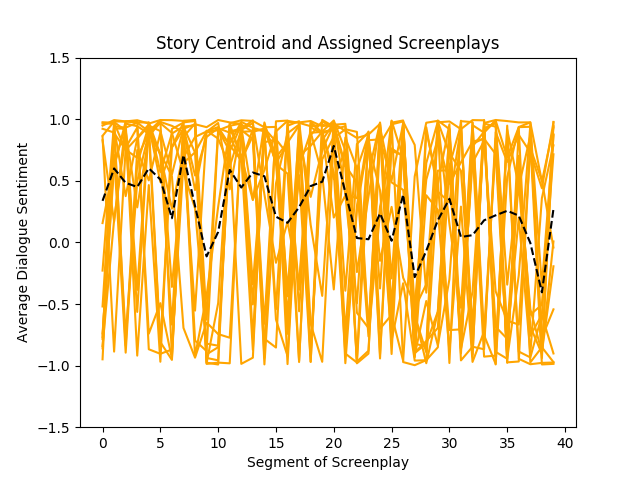 Story Centroid and Assigned Screenplays
Average Dialogue Sentiment
1.5
1.0
0.5
0.0
−0.5
−1.0
−1.5
0 5 10 15 20 25 30 35 40
Segment of Screenplay